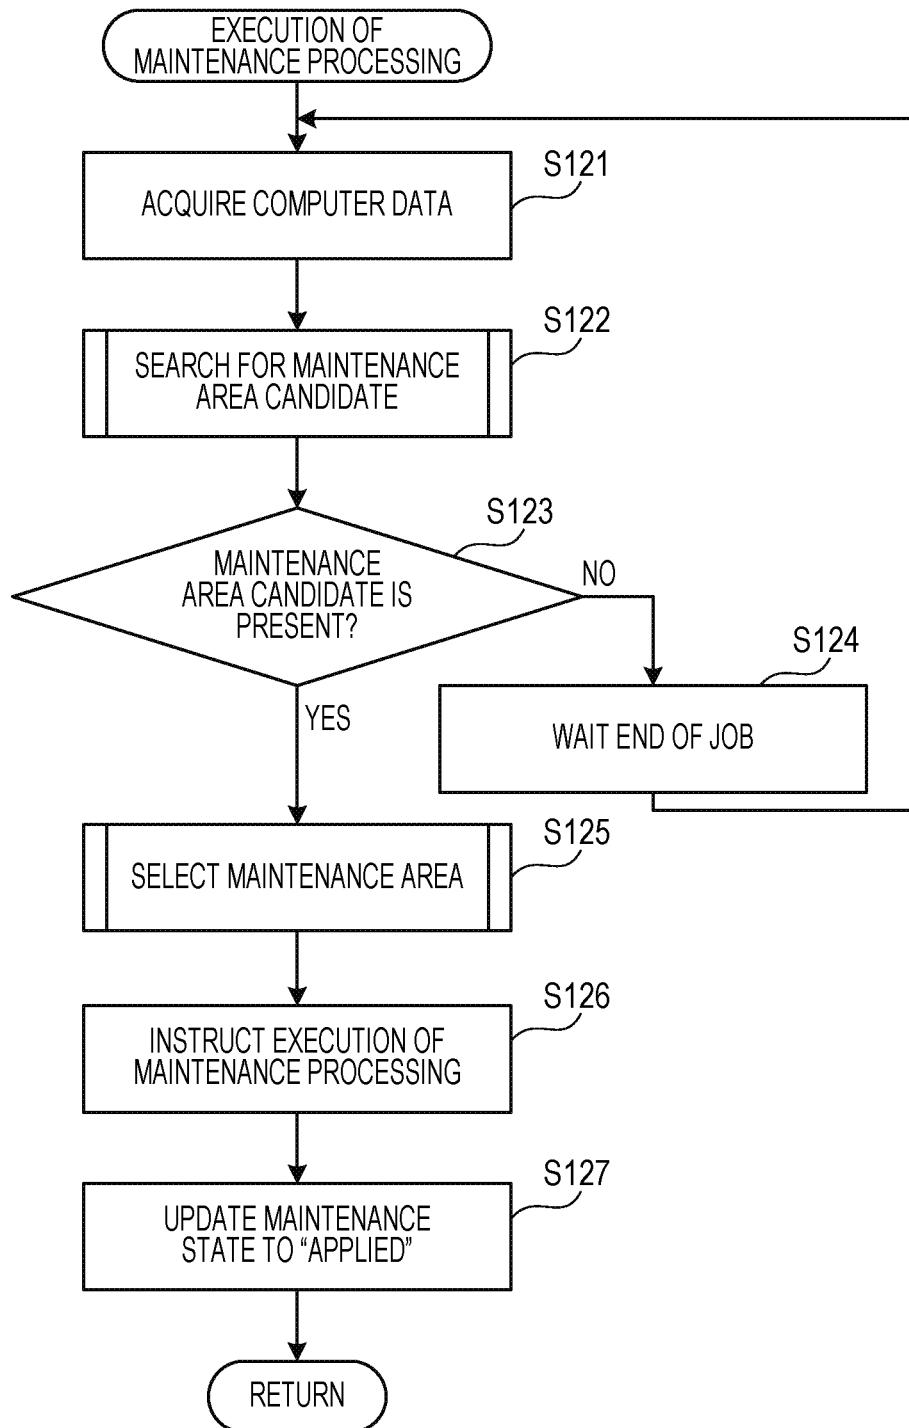 EXECUTION OF
MAINTENANCE PROCESSING
S121
ACQUIRE COMPUTER DATA
S122
SEARCH FOR MAINTENANCE
AREA CANDIDATE
S123
MAINTENANCE
AREA CANDIDATE IS
PRESENT?
NO
S124
YES
WAIT END OF JOB
S125
SELECT MAINTENANCE AREA
S126
INSTRUCT EXECUTION OF
MAINTENANCE PROCESSING
S127
UPDATE MAINTENANCE
STATE TO “APPLIED”
RETURN